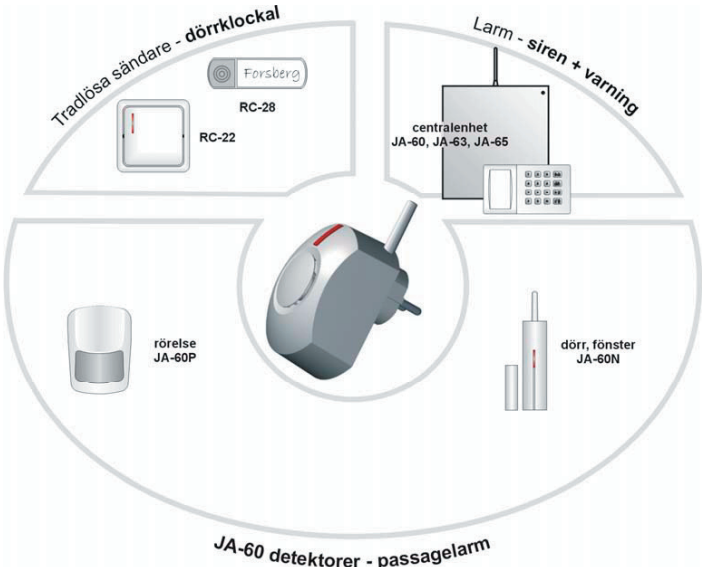 Tradlösa sändare - dörrklockal
Forsberg
RC-28
RC-22
Larm - siren + varning
centralenhet
JA-60, JA-63, JA-65
rörelse
JA-60P
dörr, fönster
JA-60N
JA-60 detektorer - passagelarm